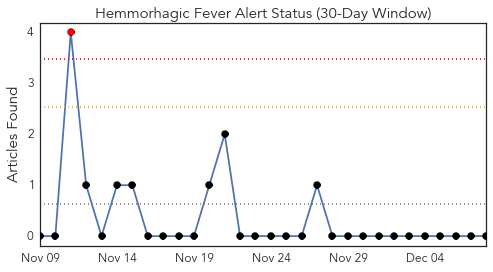 Hemmorhagic Fever Alert Status (30-Day Window)
Articles Found
4
3
2
1
0
Nov 09 Nov 14 Nov 19 Nov 24 Nov 29 Dec 04